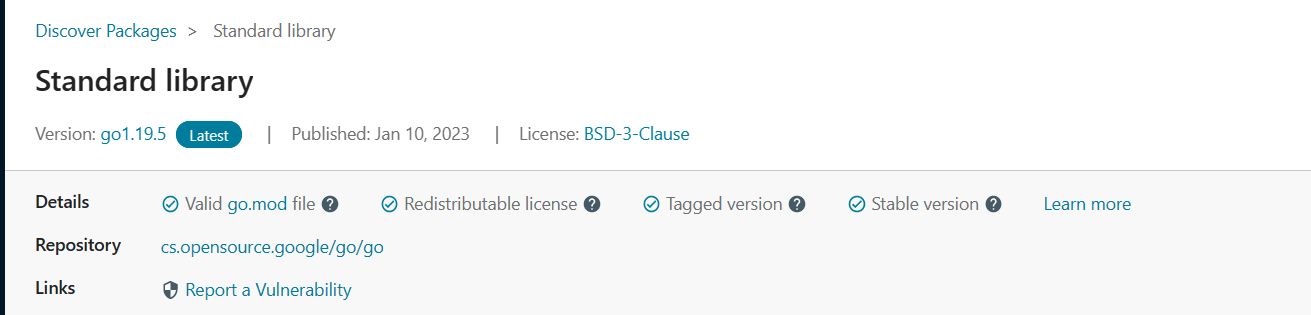 Discover Packages > Standard library
Standard library
Version: go1.19.5 Latest | Published: Jan 10, 2023 | License: BSD-3-Clause
Details Valid go.mod file ? Redistributable license ? Tagged version ? Stable version ? Learn more
Repository cs.opensource.google/go/go
Links Report a Vulnerability